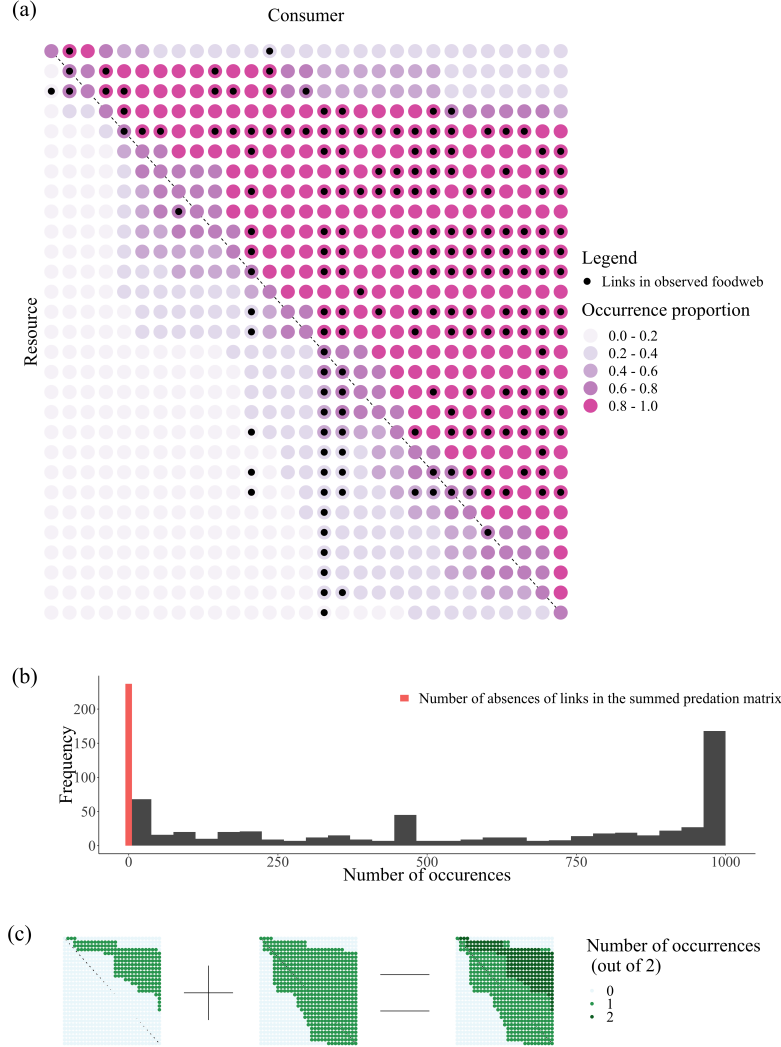 (a)
Consumer
Resource
Legend
Links in observed foodweb
Occurrence proportion
0.0 - 0.2
0.2 - 0.4
0.4 - 0.6
0.6 - 0.8
0.8 - 1.0
(b)
Number of absences of links in the summed predation matrix
Frequency
200
150
100
50
0
0 250 500 750 1000
Number of occurences
(c)
Number of occurrences
(out of 2)
0
1
2